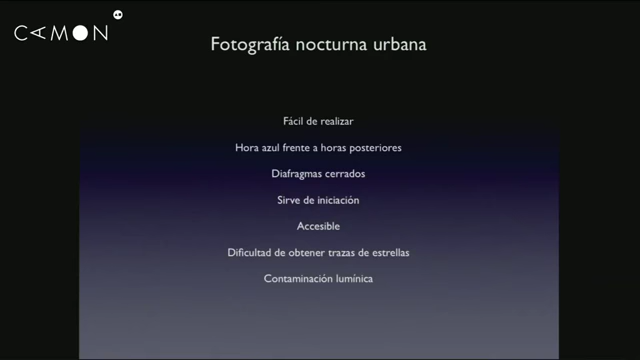 CAMON
Fotografía nocturna urbana
Fácil de realizar
Hora azul frente a horas posteriores
Diafragmas cerrados
Sirve de iniciación
Accesible
Dificultad de obtener trazas de estrellas
Contaminación lumínica